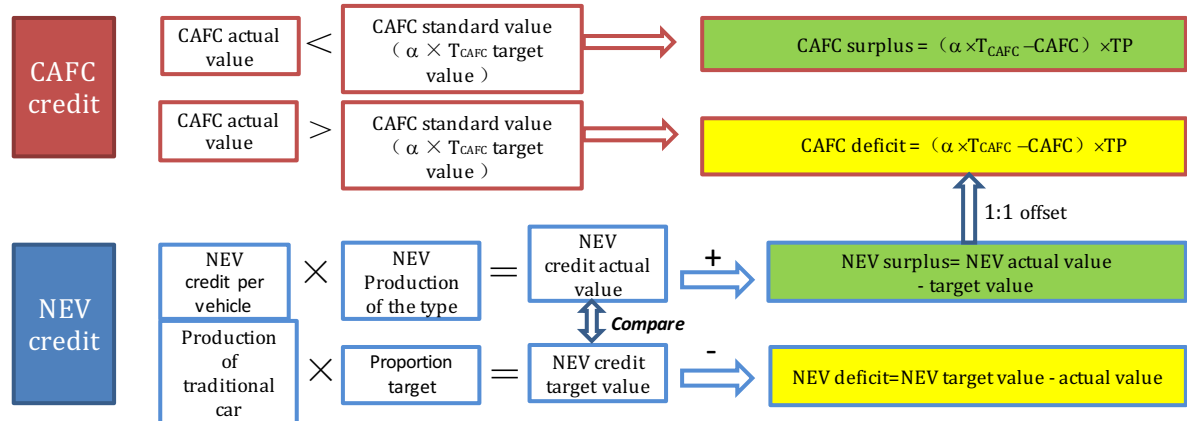 CAFC
credit
CAFC actual
value
<
CAFC standard value
( α × TCAFC target
value )
CAFC surplus = (α×TCAFC–CAFC) ×TP
CAFC actual
value
>
CAFC standard value
( α × TCAFC target
value )
CAFC deficit = (α×TCAFC –CAFC) ×TP
1:1 offset
NEV
credit
NEV
credit per
vehicle
×
NEV
Production
of the type
=
NEV
credit actual
value
+
NEV surplus= NEV actual value
- target value
Compare
Production
of
traditional
car
×
Proportion
target
=
NEV credit
target value
-
NEV deficit=NEV target value - actual value